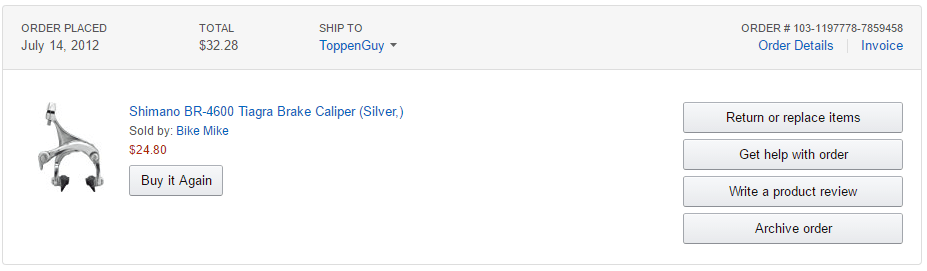 ORDER PLACED
July 14, 2012
TOTAL
$32.28
SHIP TO
ToppenGuy
ORDER # 103-1197778-7859458
Order Details
Invoice
Shimano BR-4600 Tiagra Brake Caliper (Silver,)
Sold by: Bike Mike
$24.80
Buy it Again
Return or replace items
Get help with order
Write a product review
Archive order